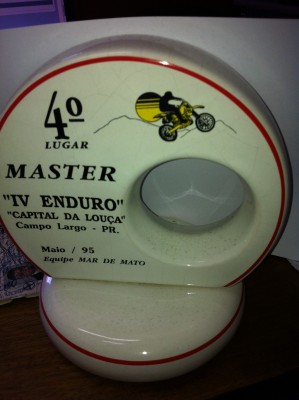 4º
LUGAR
MASTER
"IV ENDURO"
"CAPITAL DA LOUÇA"
Campo Largo - PR.
Maio / 95
Equipe MAR DE MATO